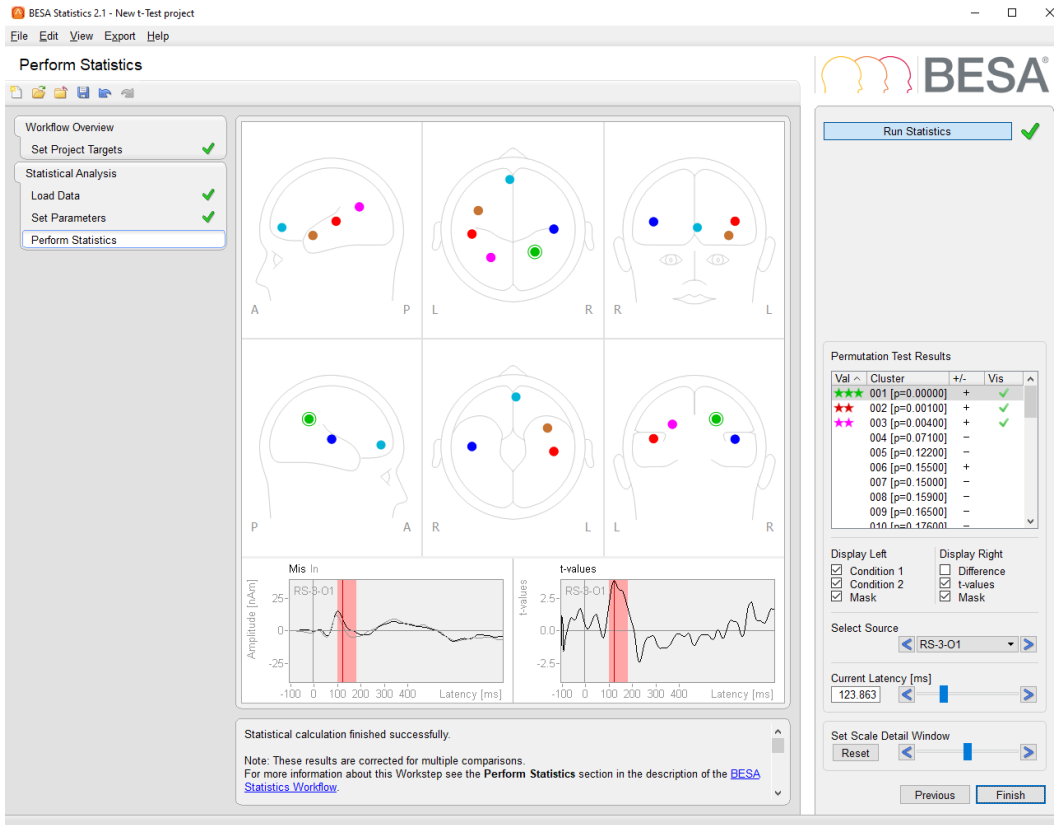 BESA Statistics 2.1 - New t-Test project
File Edit View Export Help
Perform Statistics
BESA®
Workflow Overview
Set Project Targets
Statistical Analysis
Load Data
Set Parameters
Perform Statistics
A P L R R L
P A R L L R
Mis In
Amplitude [nAm]
25
0
-25
RS-3-O1
-100 0 100 200 300 400 Latency [ms]
t-values
t-values
2.5
0.0
-2.5
RS-3-O1
-100 0 100 200 300 400 Latency [ms]
Statistical calculation finished successfully.
Note: These results are corrected for multiple comparisons.
For more information about this Workstep see the Perform Statistics section in the description of the BESA
Statistics Workflow.
Run Statistics
Permutation Test Results
Val Cluster +/- Vis
001 [p=0.00000] +
002 [p=0.00100] +
003 [p=0.00400] +
004 [p=0.07100] −
005 [p=0.12200] −
006 [p=0.15500] +
007 [p=0.15000] −
008 [p=0.15900] −
009 [p=0.16500] −
010 [p=0.17600] −
Display Left Display Right
Condition 1 Difference
Condition 2 t-values
Mask Mask
Select Source
RS-3-O1
Current Latency [ms]
123.863
Set Scale Detail Window
Reset
Previous Finish